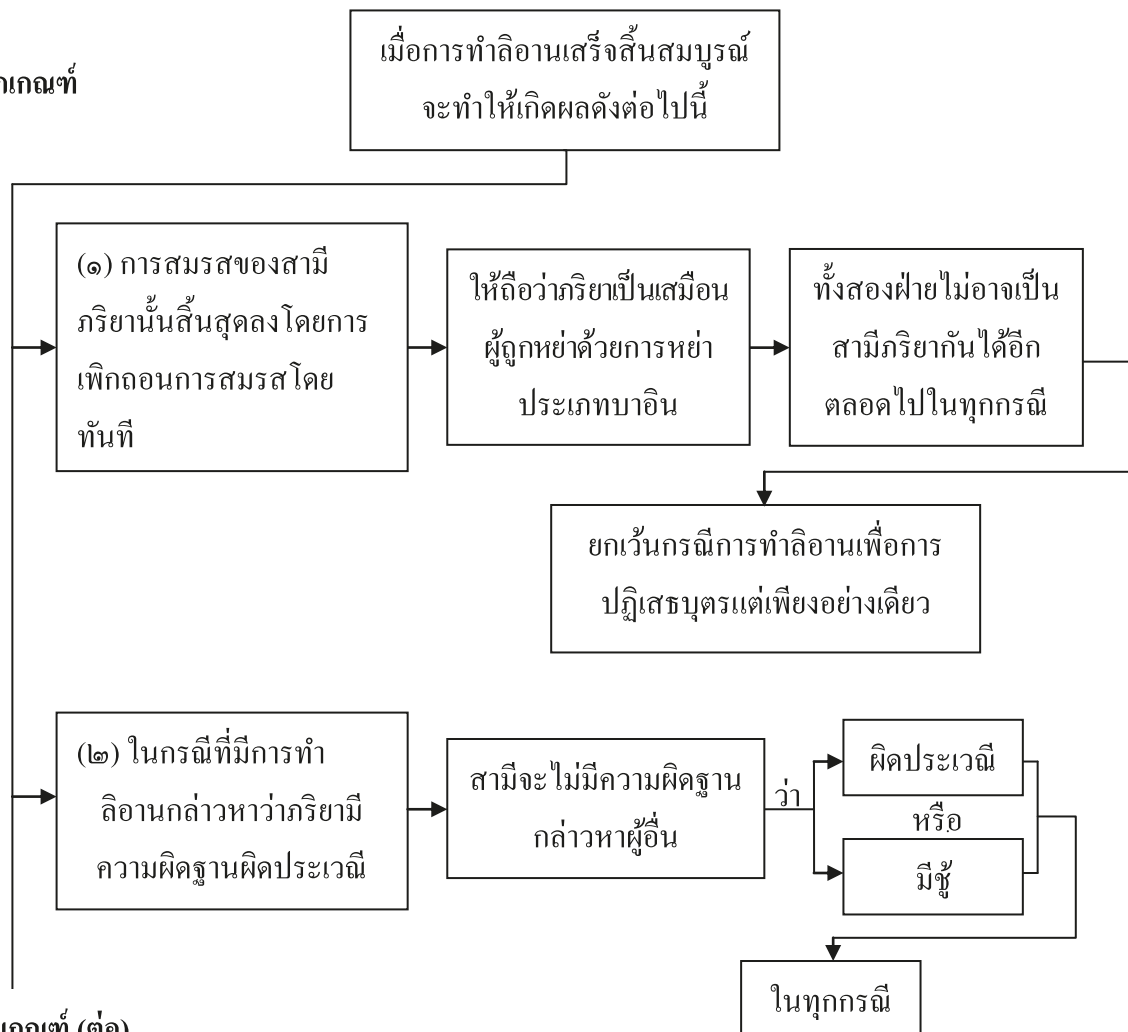 เมื่อการทำลิอานเสร็จสิ้นสมบูรณ์
จะทำให้เกิดผลดังต่อไปนี้
(๑) การสมรสของสามี
ภริยานั้นสิ้นสุดลงโดยการ
เพิกถอนการสมรสโดย
ทันที
ให้ถือว่าภริยาเป็นเสมือน
ผู้ถูกหย่าด้วยการหย่า
ประเภทบาอิน
ทั้งสองฝ่ายไม่อาจเป็น
สามีภริยากันได้อีก
ตลอดไปในทุกกรณี
ยกเว้นกรณีการทำลิอานเพื่อการ
ปฏิเสธบุตรแต่เพียงอย่างเดียว
(๒) ในกรณีที่มีการทำ
ลิอานกล่าวหาว่าภริยามี
ความผิดฐานผิดประเวณี
สามีจะไม่มีความผิดฐาน
กล่าวหาผู้อื่น
ว่า
ผิดประเวณี
หรือ
มีชู้
ในทุกกรณี
(ต่อ)